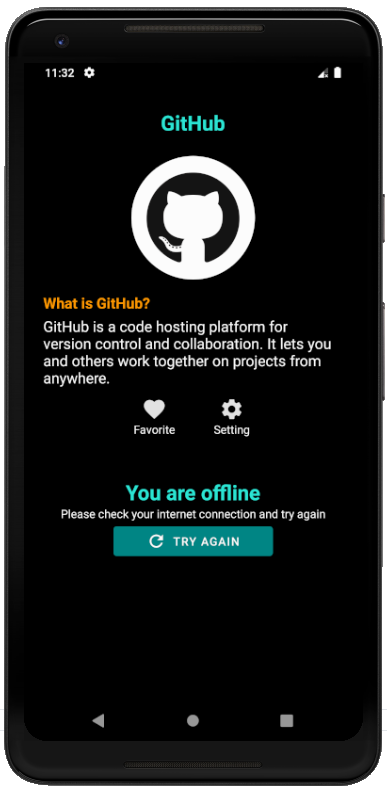 11:32
GitHub
What is GitHub?
GitHub is a code hosting platform for
version control and collaboration. It lets you
and others work together on projects from
anywhere.
Favorite Setting
You are offline
Please check your internet connection and try again
TRY AGAIN